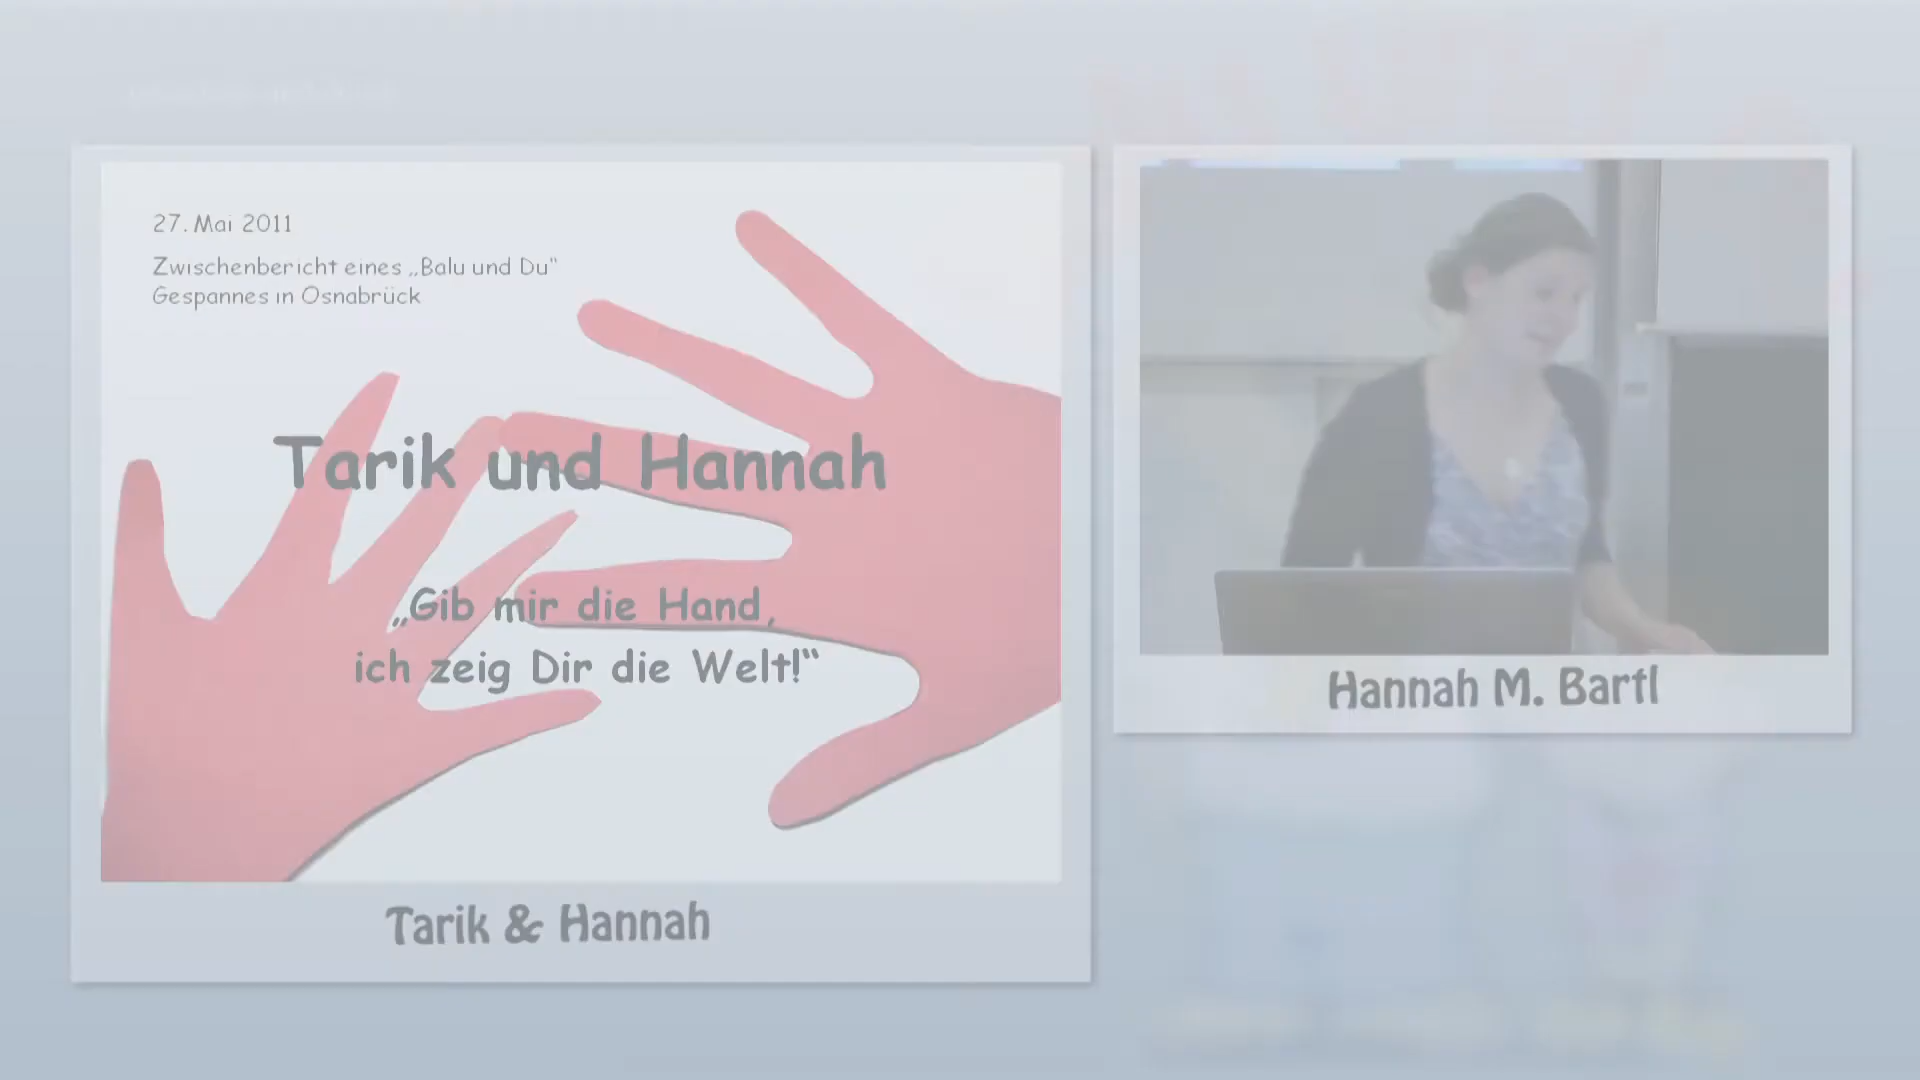 27. Mai 2011
Zwischenbericht eines „Balu und Du“
Gespannes in Osnabrück
Tarik und Hannah
„Gib mir die Hand,
ich zeig Dir die Welt!“
Tarik & Hannah
Hannah M. Bartl